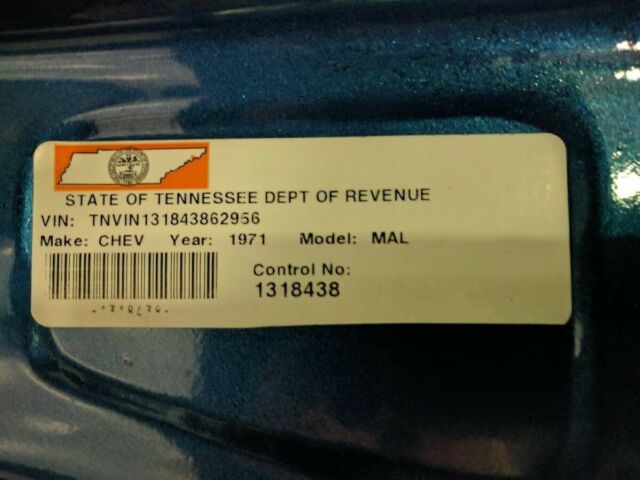 STATE OF TENNESSEE DEPT OF REVENUE
VIN: TNVIN131843862956
Make: CHEV Year: 1971 Model: MAL
Control No:
1318438